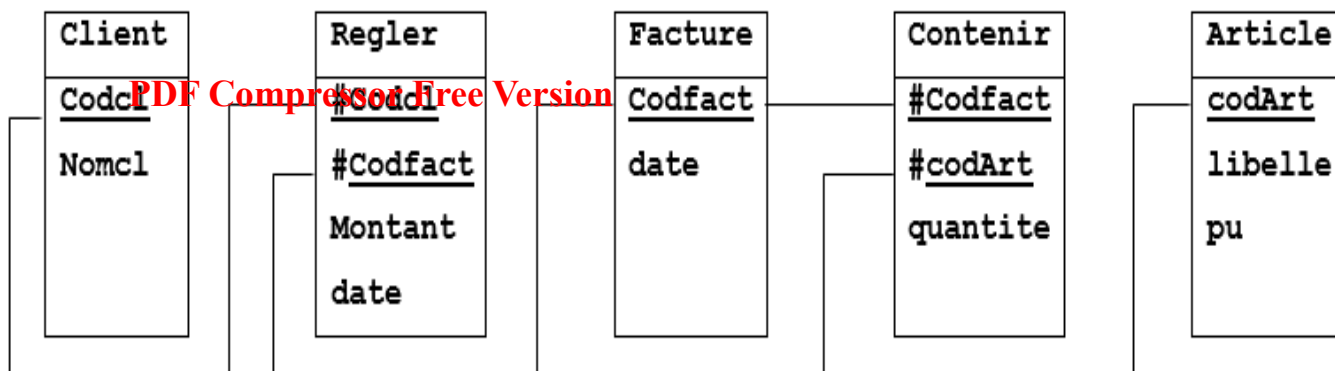 Client
Codcl
Nomcl
Regler
#Codcl
#Codfact
Montant
date
Facture
Codfact
date
Contenir
#Codfact
#codArt
quantite
Article
codArt
libelle
pu
PDF Compressor Free Version